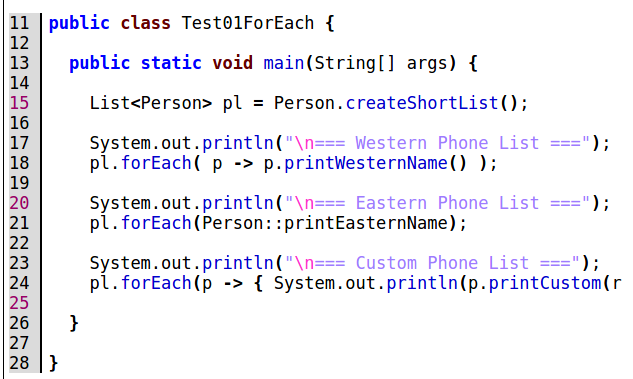 11 public class Test01ForEach {
12
13   public static void main(String[] args) {
14
15     List<Person> pl = Person.createShortList();
16
17     System.out.println("\n=== Western Phone List ===");
18     pl.forEach( p -> p.printWesternName() );
19
20     System.out.println("\n=== Eastern Phone List ===");
21     pl.forEach(Person::printEasternName);
22
23     System.out.println("\n=== Custom Phone List ===");
24     pl.forEach(p -> { System.out.println(p.printCustom(r
25
26   }
27
28 }